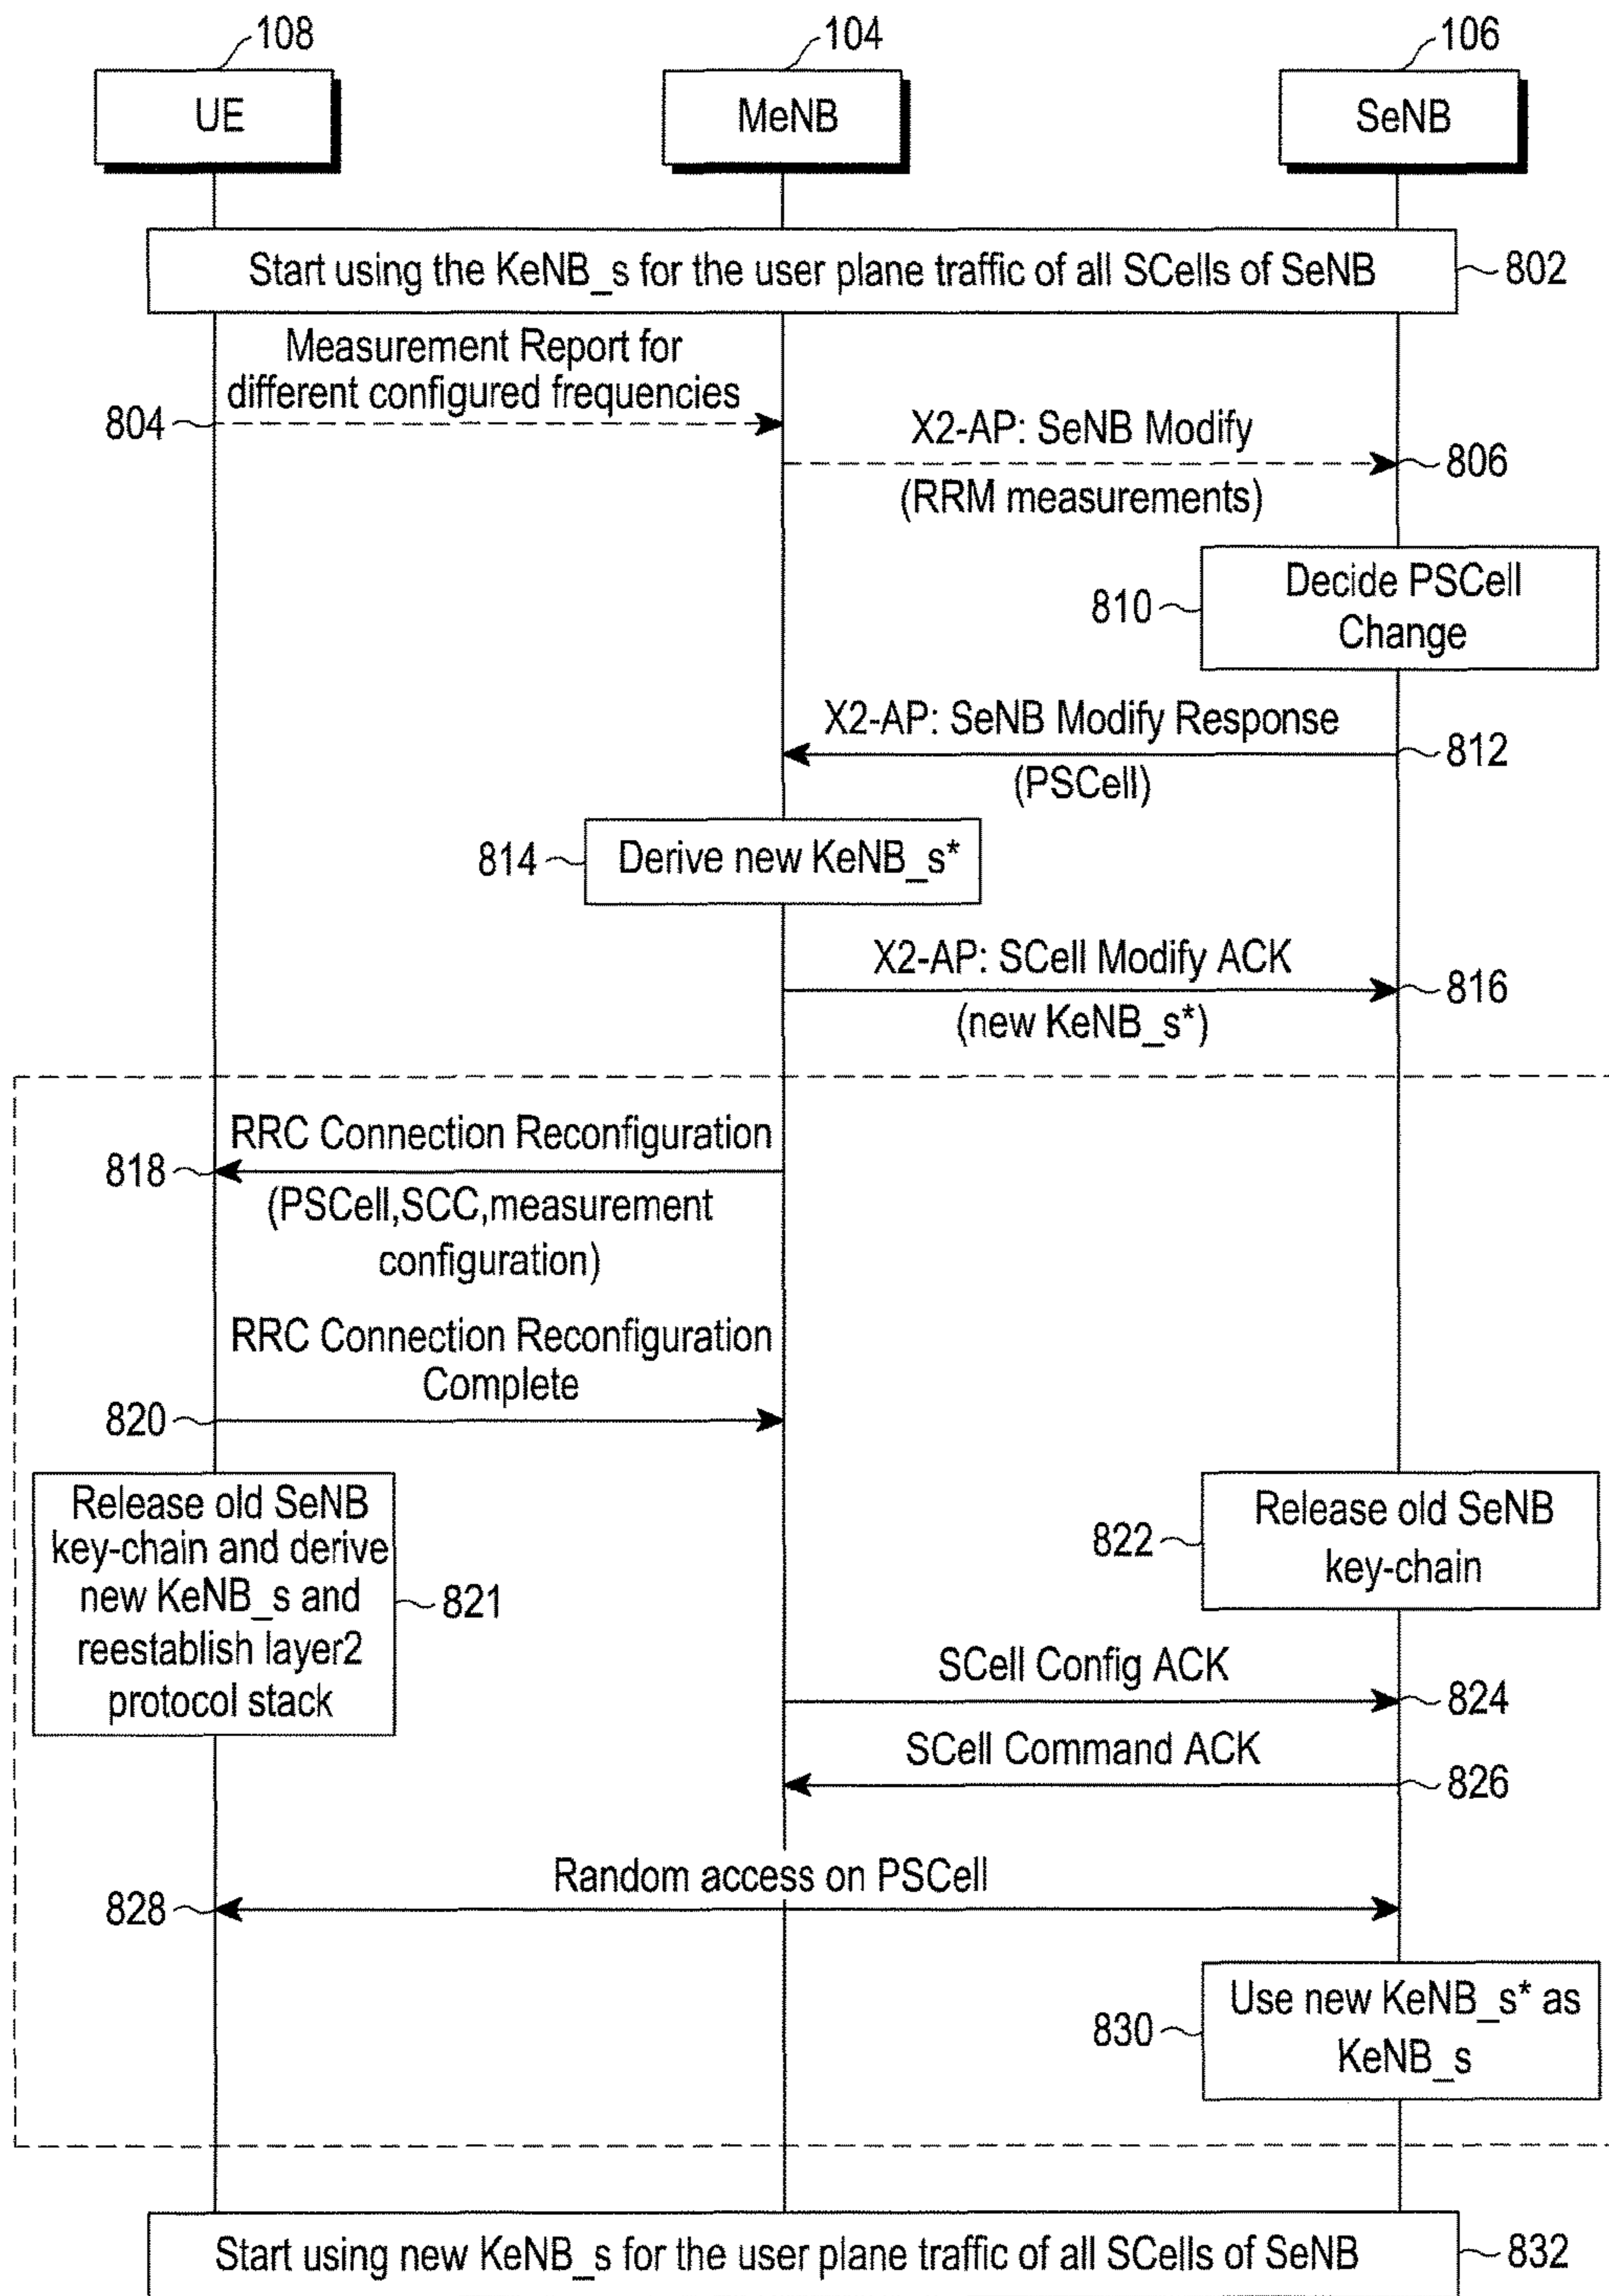 108
104
106
UE
MeNB
SeNB
Start using the KeNB_s for the user plane traffic of all SCells of SeNB
802
Measurement Report for
different configured frequencies
804
X2-AP: SeNB Modify
806
(RRM measurements)
Decide PSCell
Change
810
X2-AP: SeNB Modify Response
812
(PSCell)
814
Derive new KeNB_s*
X2-AP: SCell Modify ACK
816
(new KeNB_s*)
RRC Connection Reconfiguration
818
(PSCell,SCC,measurement
configuration)
RRC Connection Reconfiguration
Complete
820
Release old SeNB
key-chain and derive
new KeNB_s and
reestablish layer2
protocol stack
821
822
Release old SeNB
key-chain
SCell Config ACK
824
SCell Command ACK
826
Random access on PSCell
828
830
Use new KeNB_s* as
KeNB_s
Start using new KeNB_s for the user plane traffic of all SCells of SeNB
832